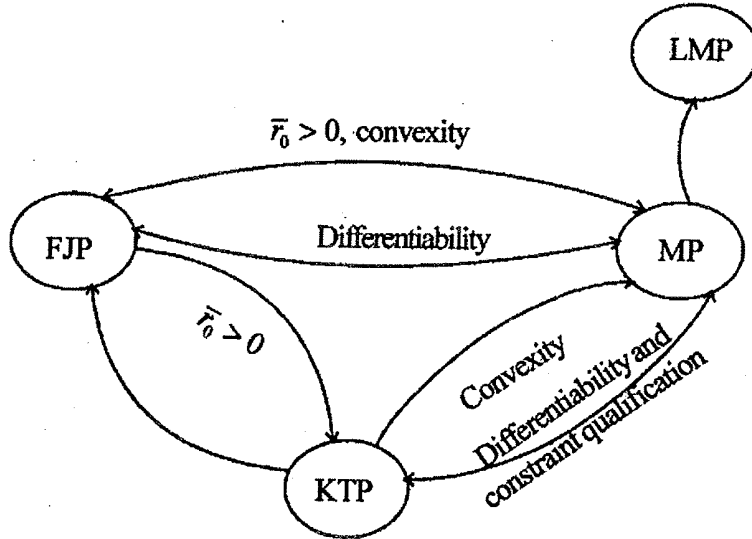 LMP
r̄₀ > 0, convexity
FJP
Differentiability
MP
r̄₀ > 0
Convexity
Differentiability and
constraint qualification
KTP